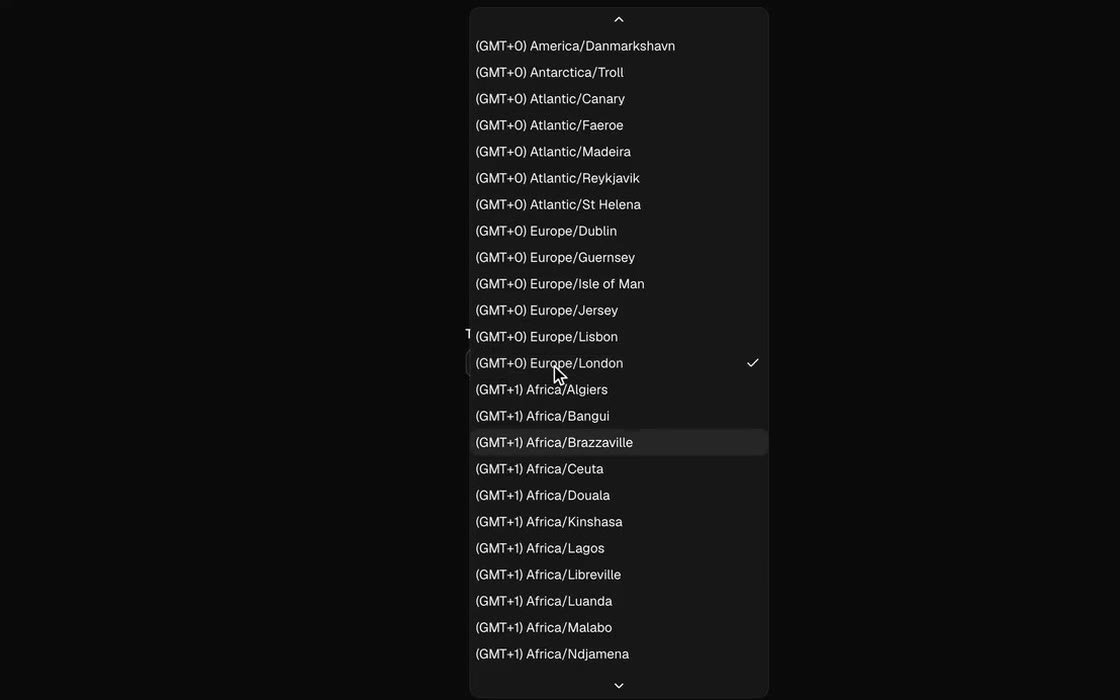 (GMT+0) America/Danmarkshavn
(GMT+0) Antarctica/Troll
(GMT+0) Atlantic/Canary
(GMT+0) Atlantic/Faeroe
(GMT+0) Atlantic/Madeira
(GMT+0) Atlantic/Reykjavik
(GMT+0) Atlantic/St Helena
(GMT+0) Europe/Dublin
(GMT+0) Europe/Guernsey
(GMT+0) Europe/Isle of Man
(GMT+0) Europe/Jersey
(GMT+0) Europe/Lisbon
(GMT+0) Europe/London
(GMT+1) Africa/Algiers
(GMT+1) Africa/Bangui
(GMT+1) Africa/Brazzaville
(GMT+1) Africa/Ceuta
(GMT+1) Africa/Douala
(GMT+1) Africa/Kinshasa
(GMT+1) Africa/Lagos
(GMT+1) Africa/Libreville
(GMT+1) Africa/Luanda
(GMT+1) Africa/Malabo
(GMT+1) Africa/Ndjamena